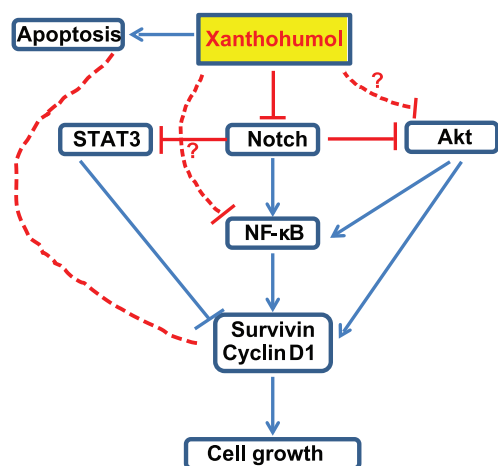 Apoptosis
Xanthohumol
?
STAT3
?
Notch
Akt
NF-κB
Survivin
Cyclin D1
Cell growth